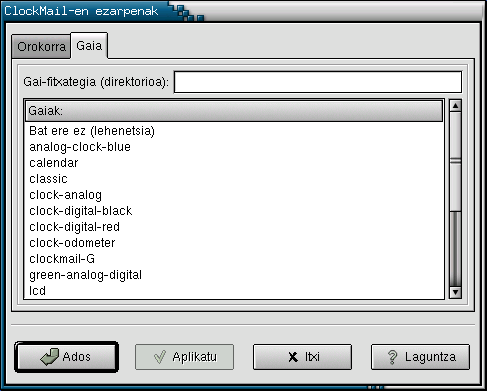 ClockMail-en ezarpenak
Orokorra Gaia
Gai-fitxategia (direktorioa):
Gaiak:
Bat ere ez (lehenetsia)
analog-clock-blue
calendar
classic
clock-analog
clock-digital-black
clock-digital-red
clock-odometer
clockmail-G
green-analog-digital
lcd
Ados Aplikatu Itxi Laguntza